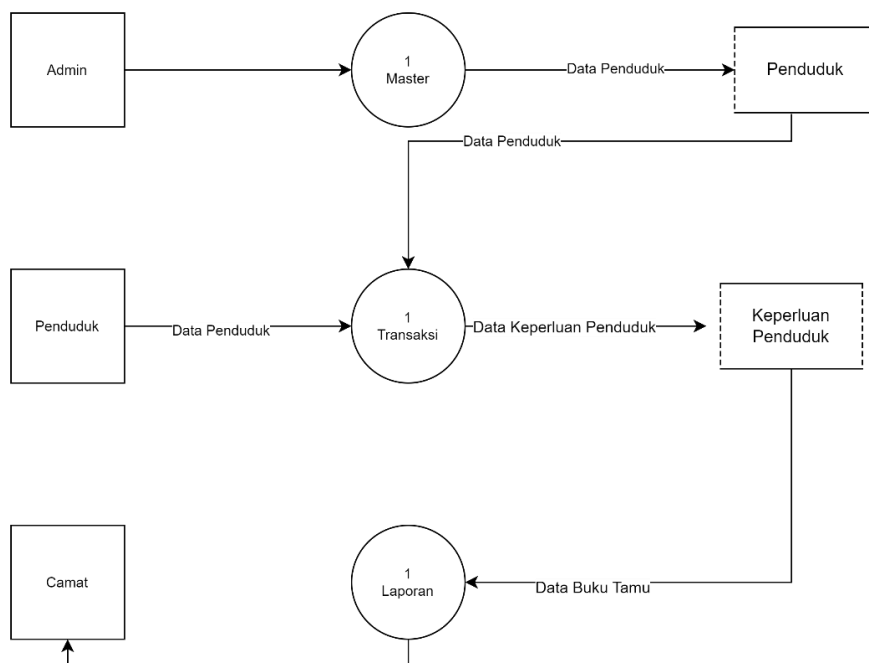 Admin
1
Master
Data Penduduk
Penduduk
Data Penduduk
Penduduk
Data Penduduk
1
Transaksi
Data Keperluan Penduduk
Keperluan
Penduduk
Camat
1
Laporan
Data Buku Tamu